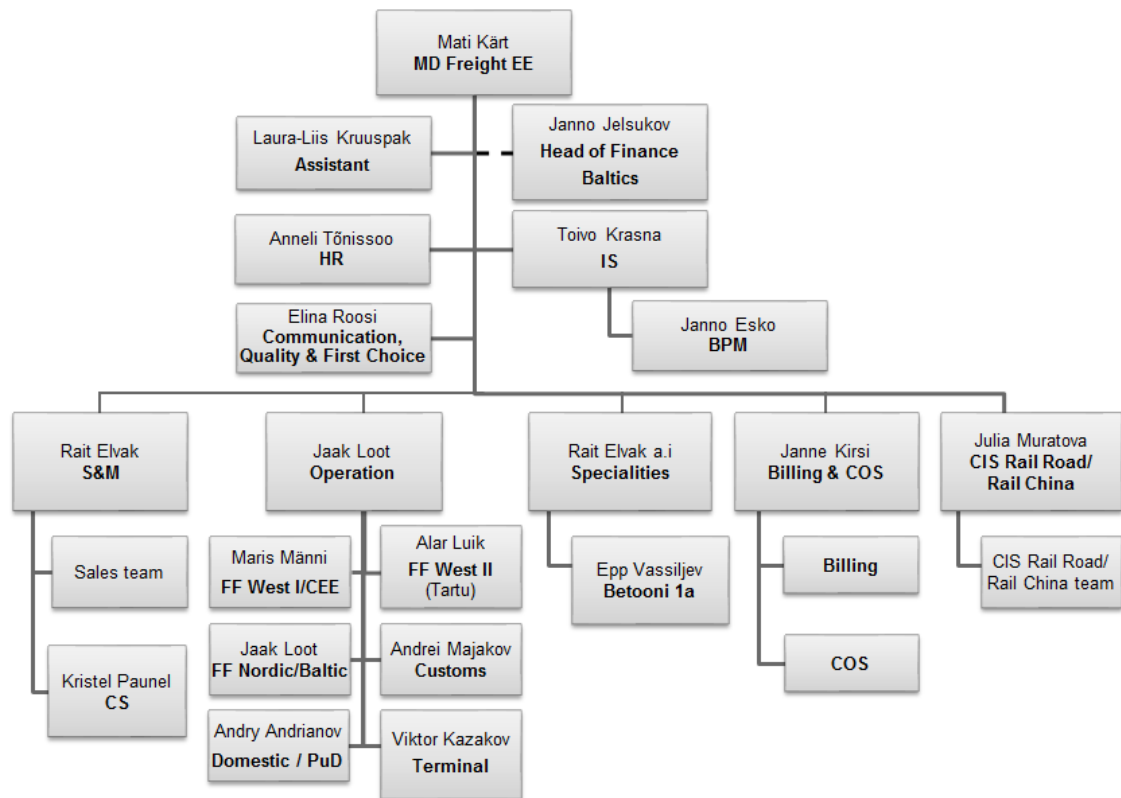 Mati Kärt
MD Freight EE
Laura-Liis Kruuspak
Assistant
Janno Jelsukov
Head of Finance
Baltics
Anneli Tõnissoo
HR
Toivo Krasna
IS
Elina Roosi
Communication,
Quality & First Choice
Janno Esko
BPM
Rait Elvak
S&M
Jaak Loot
Operation
Rait Elvak a.i
Specialities
Janne Kirsi
Billing & COS
Julia Muratova
CIS Rail Road/
Rail China
Sales team
Kristel Paunel
CS
Maris Männi
FF West I/CEE
Alar Luik
FF West II
(Tartu)
Jaak Loot
FF Nordic/Baltic
Andrei Majakov
Customs
Andry Andrianov
Domestic / PuD
Viktor Kazakov
Terminal
Epp Vassiljev
Betooni 1a
Billing
COS
CIS Rail Road/
Rail China team